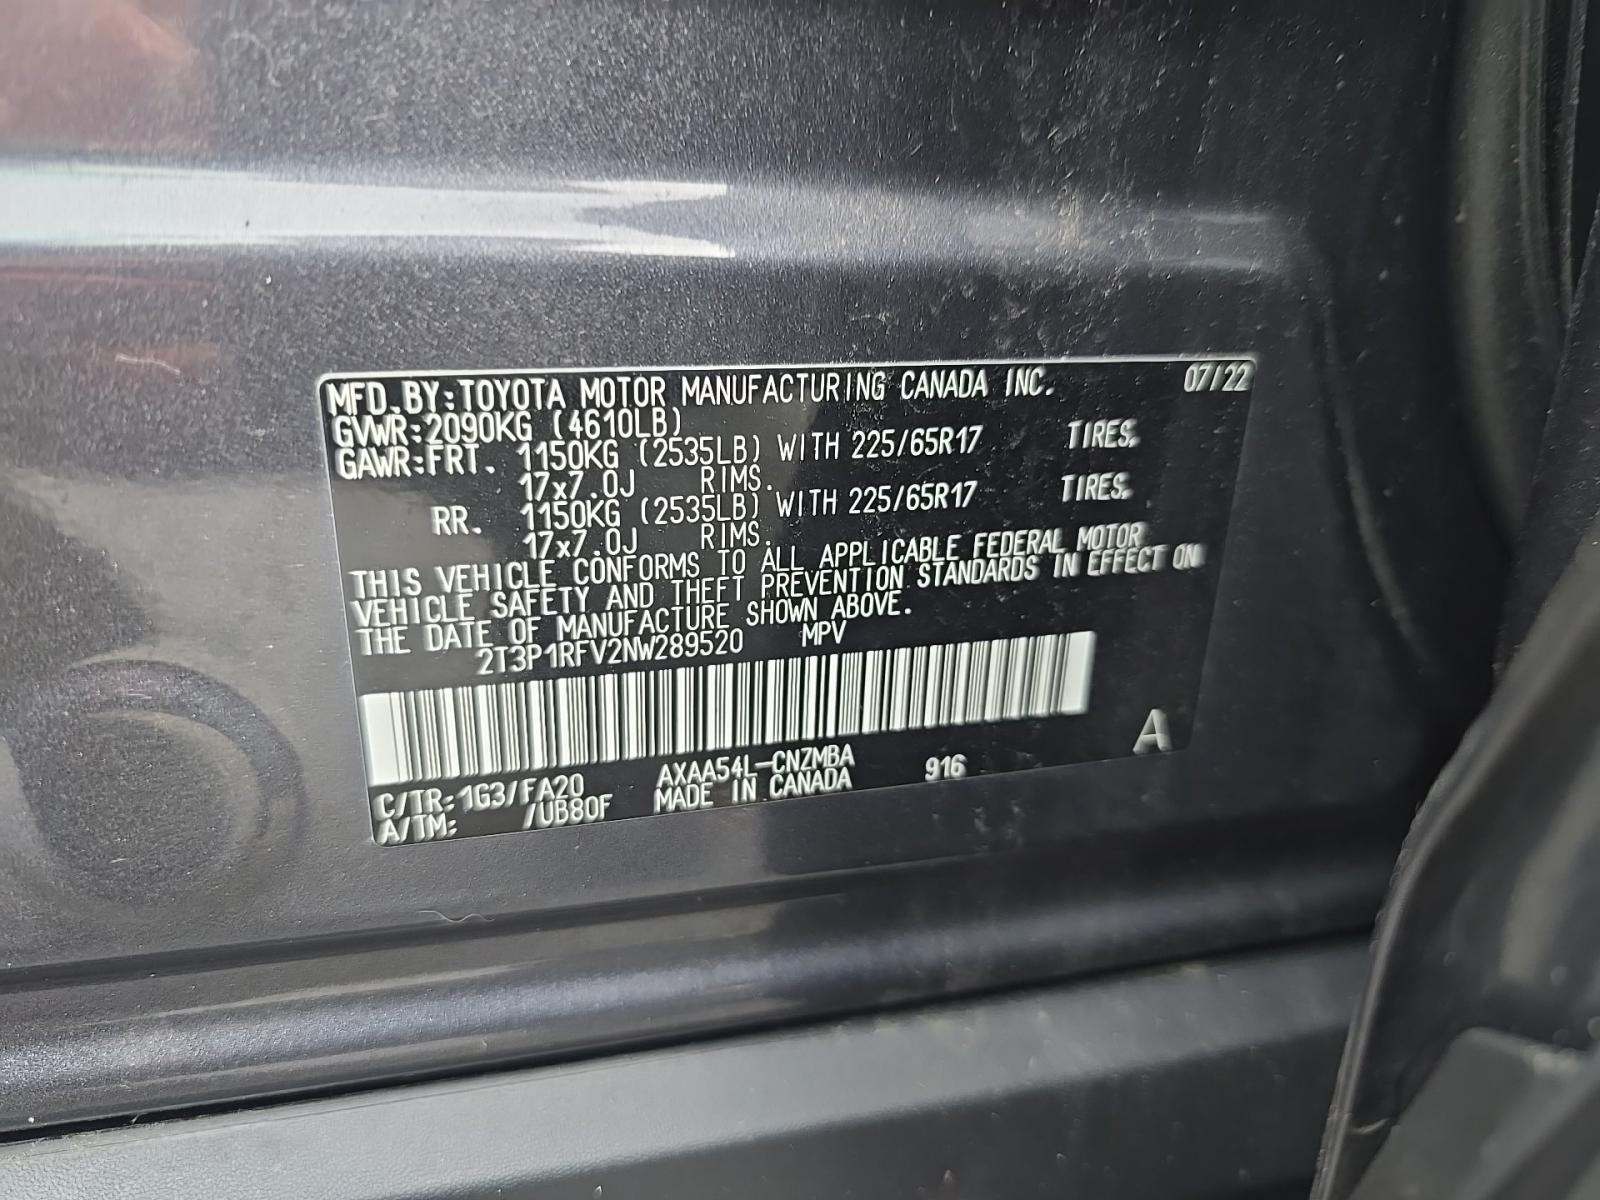 MFD. BY: TOYOTA MOTOR MANUFACTURING CANADA INC. 07/22
GVWR: 2090KG (4610LB)
GAWR: FRT. 1150KG (2535LB) WITH 225/65R17 TIRES,
17x7.0J RIMS.
RR. 1150KG (2535LB) WITH 225/65R17 TIRES,
17x7.0J RIMS.
THIS VEHICLE CONFORMS TO ALL APPLICABLE FEDERAL MOTOR
VEHICLE SAFETY AND THEFT PREVENTION STANDARDS IN EFFECT ON
THE DATE OF MANUFACTURE SHOWN ABOVE.
2T3P1RFV2NW289520 MPV
A
C/TR: 1G3/FA20 AXAA54L-CNZMBA 916
A/TM: /UB80F MADE IN CANADA